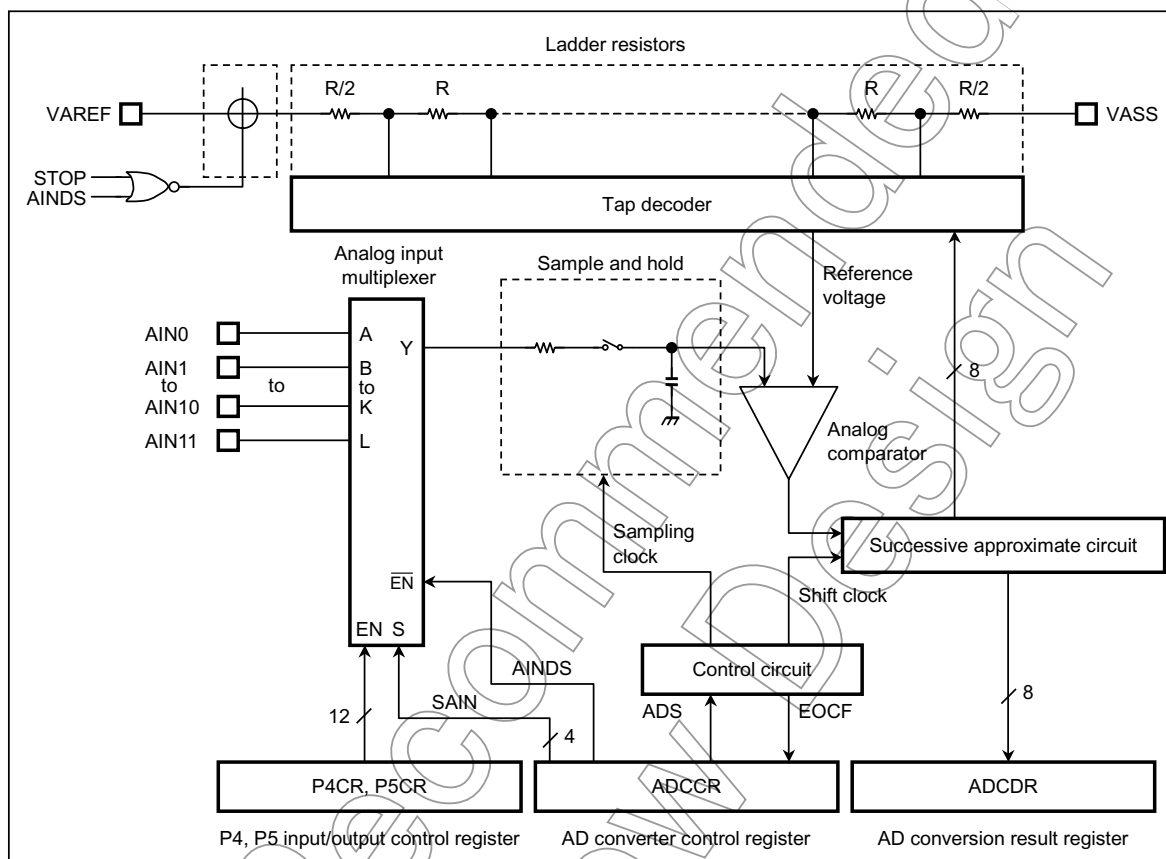 Ladder resistors
R/2
R
R
R/2
VAREF
VASS
STOP
AINDS
Tap decoder
Analog input
multiplexer
Sample and hold
Reference
voltage
AIN0
A
Y
AIN1
B
8
to
to
to
AIN10
K
AIN11
L
Analog
comparator
Sampling
clock
Successive approximate circuit
EN
Shift clock
EN S
AINDS
Control circuit
SAIN
ADS
EOCF
12
4
8
P4CR, P5CR
ADCCR
ADCDR
P4, P5 input/output control register
AD converter control register
AD conversion result register
ecommended
w Design